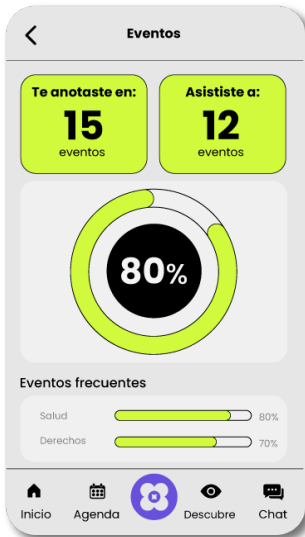 Eventos
Te anotaste en:
15
eventos
Asististe a:
12
eventos
80%
Eventos frecuentes
Salud 80%
Derechos 70%
Inicio Agenda Descubre Chat